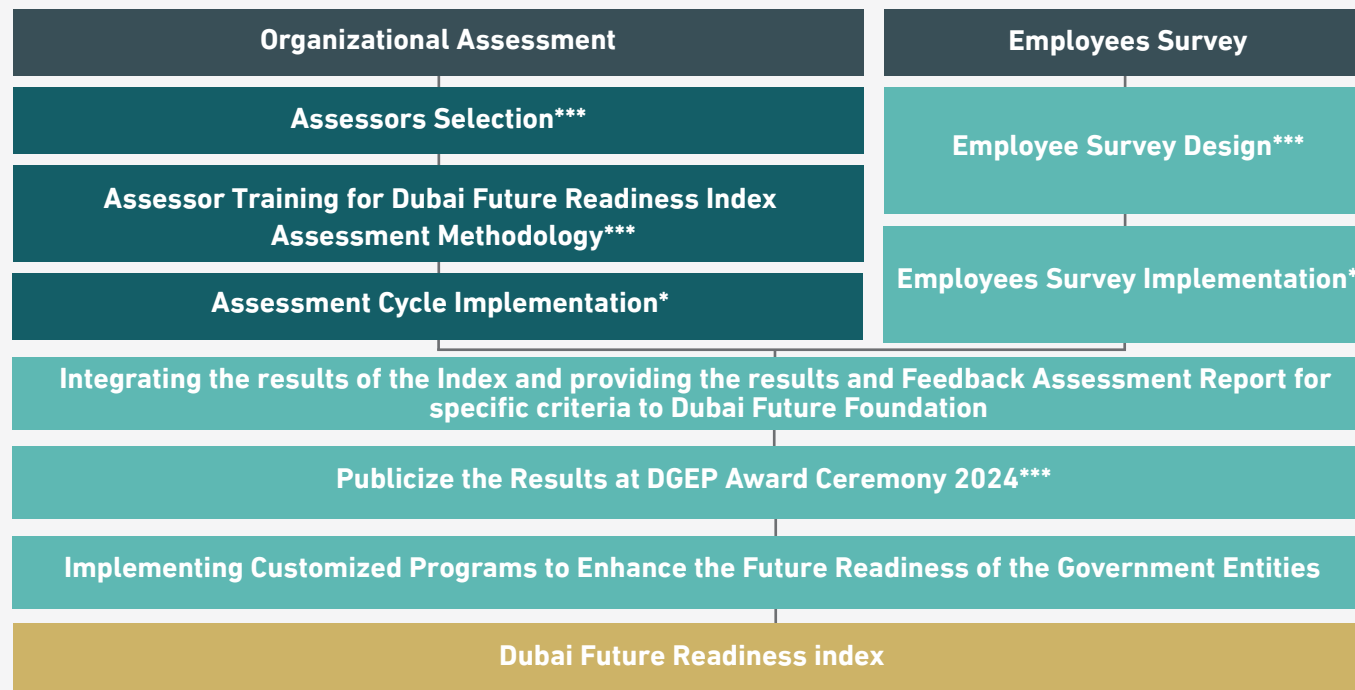 Organizational Assessment
Employees Survey
Assessors Selection***
Employee Survey Design***
Assessor Training for Dubai Future Readiness Index
Assessment Methodology***
Employees Survey Implementation*
Assessment Cycle Implementation*
Integrating the results of the Index and providing the results and Feedback Assessment Report for
specific criteria to Dubai Future Foundation
Publicize the Results at DGEP Award Ceremony 2024***
Implementing Customized Programs to Enhance the Future Readiness of the Government Entities
Dubai Future Readiness index